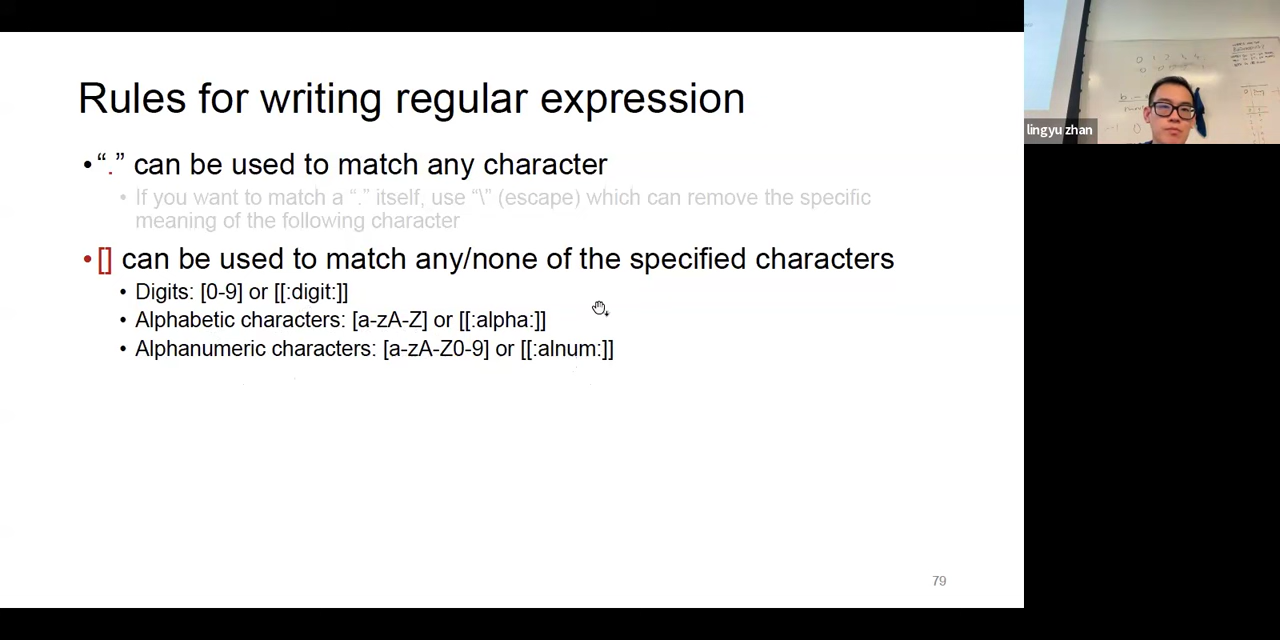 Rules for writing regular expression
• “.” can be used to match any character
• If you want to match a “.” itself, use “\” (escape) which can remove the specific
meaning of the following character
• [] can be used to match any/none of the specified characters
• Digits: [0-9] or [[:digit:]]
• Alphabetic characters: [a-zA-Z] or [[:alpha:]]
• Alphanumeric characters: [a-zA-Z0-9] or [[:alnum:]]
79
lingyu zhan